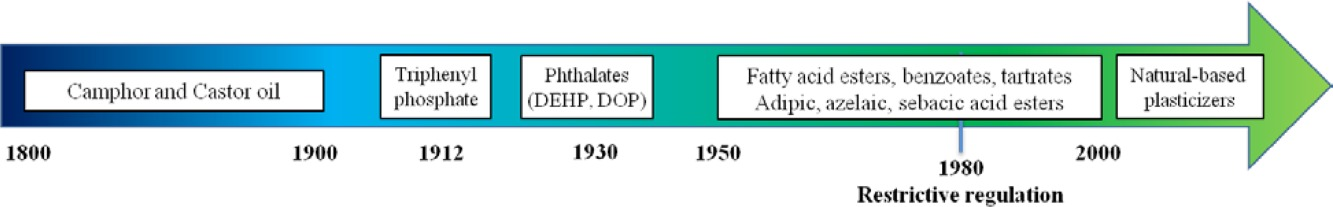 Camphor and Castor oil
Triphenyl
phosphate
Phthalates
(DEHP, DOP)
Fatty acid esters, benzoates, tartrates
Adipic, azelaic, sebacic acid esters
Natural-based
plasticizers
1800
1900
1912
1930
1950
1980
2000
Restrictive regulation